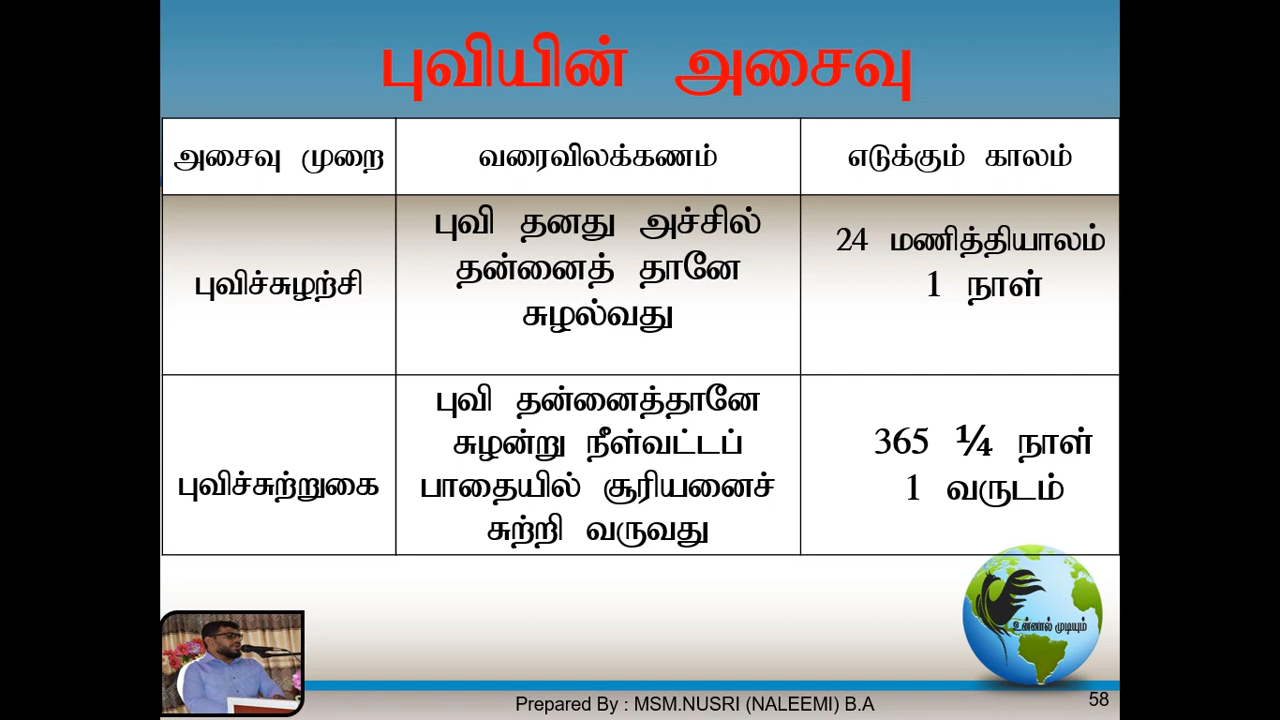 புவியின் அசைவு
அசைவு முறை
வரைவிலக்கணம்
எடுக்கும் காலம்
புவிச்சுழற்சி
புவி தனது அச்சில்
தன்னைத் தானே
சுழல்வது
24 மணித்தியாலம்
1 நாள்
புவிச்சுற்றுகை
புவி தன்னைத்தானே
சுழன்று நீள்வட்டப்
பாதையில் சூரியனைச்
சுற்றி வருவது
365 ¼ நாள்
1 வருடம்
உன்னால் முடியும்
Prepared By : MSM.NUSRI (NALEEMI) B.A
58